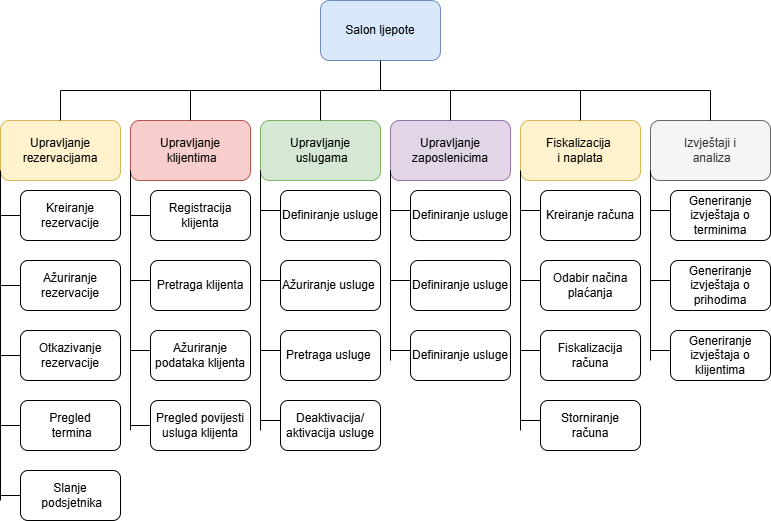 Salon ljepote
Upravljanje
rezervacijama
Upravljanje
klijentima
Upravljanje
uslugama
Upravljanje
zaposlenicima
Fiskalizacija
i naplata
Izvještaji i
analiza
Kreiranje
rezervacije
Registracija
klijenta
Definiranje usluge
Definiranje usluge
Kreiranje računa
Generiranje
izvještaja o
terminima
Ažuriranje
rezervacije
Pretraga klijenta
Ažuriranje usluge
Definiranje usluge
Odabir načina
plaćanja
Generiranje
izvještaja o
prihodima
Otkazivanje
rezervacije
Ažuriranje
podataka klijenta
Pretraga usluge
Definiranje usluge
Fiskalizacija
računa
Generiranje
izvještaja o
klijentima
Pregled
termina
Pregled povijesti
usluga klijenta
Deaktivacija/
aktivacija usluge
Storniranje
računa
Slanje
podsjetnika